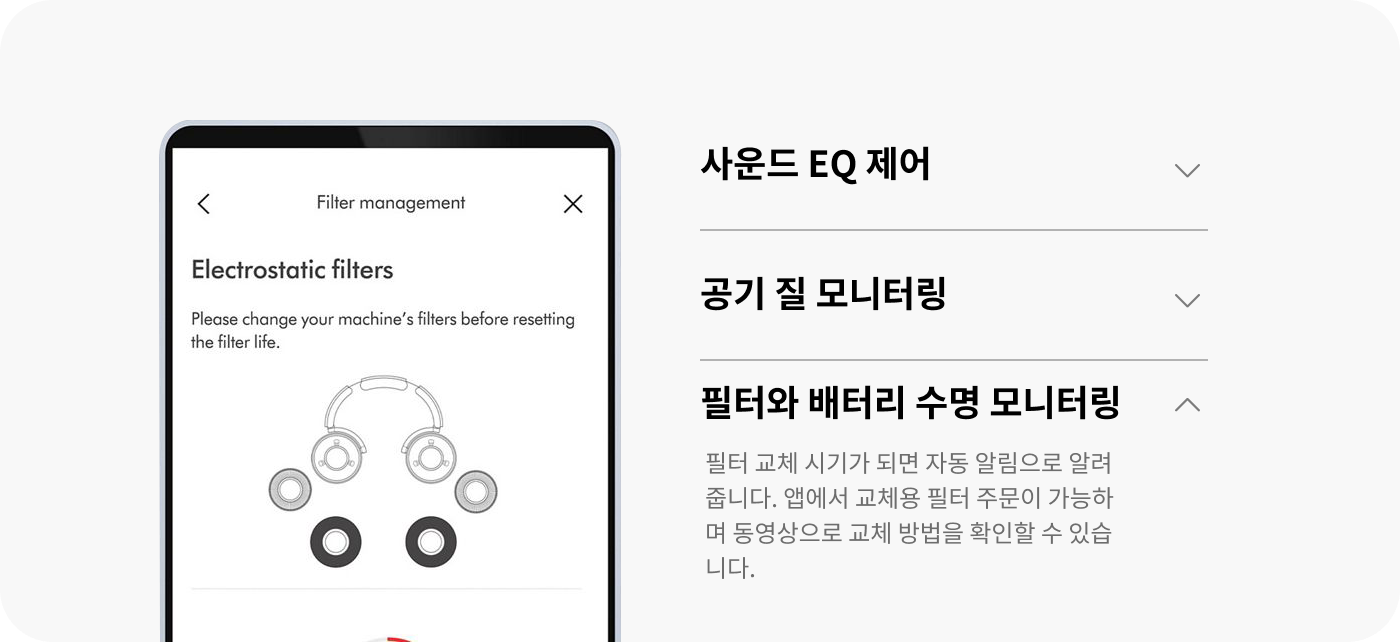 Filter management
Electrostatic filters
Please change your machine's filters before resetting
the filter life.
사운드 EQ 제어
공기 질 모니터링
필터와 배터리 수명 모니터링
필터 교체 시기가 되면 자동 알림으로 알려
줍니다. 앱에서 교체용 필터 주문이 가능하
며 동영상으로 교체 방법을 확인할 수 있습
니다.